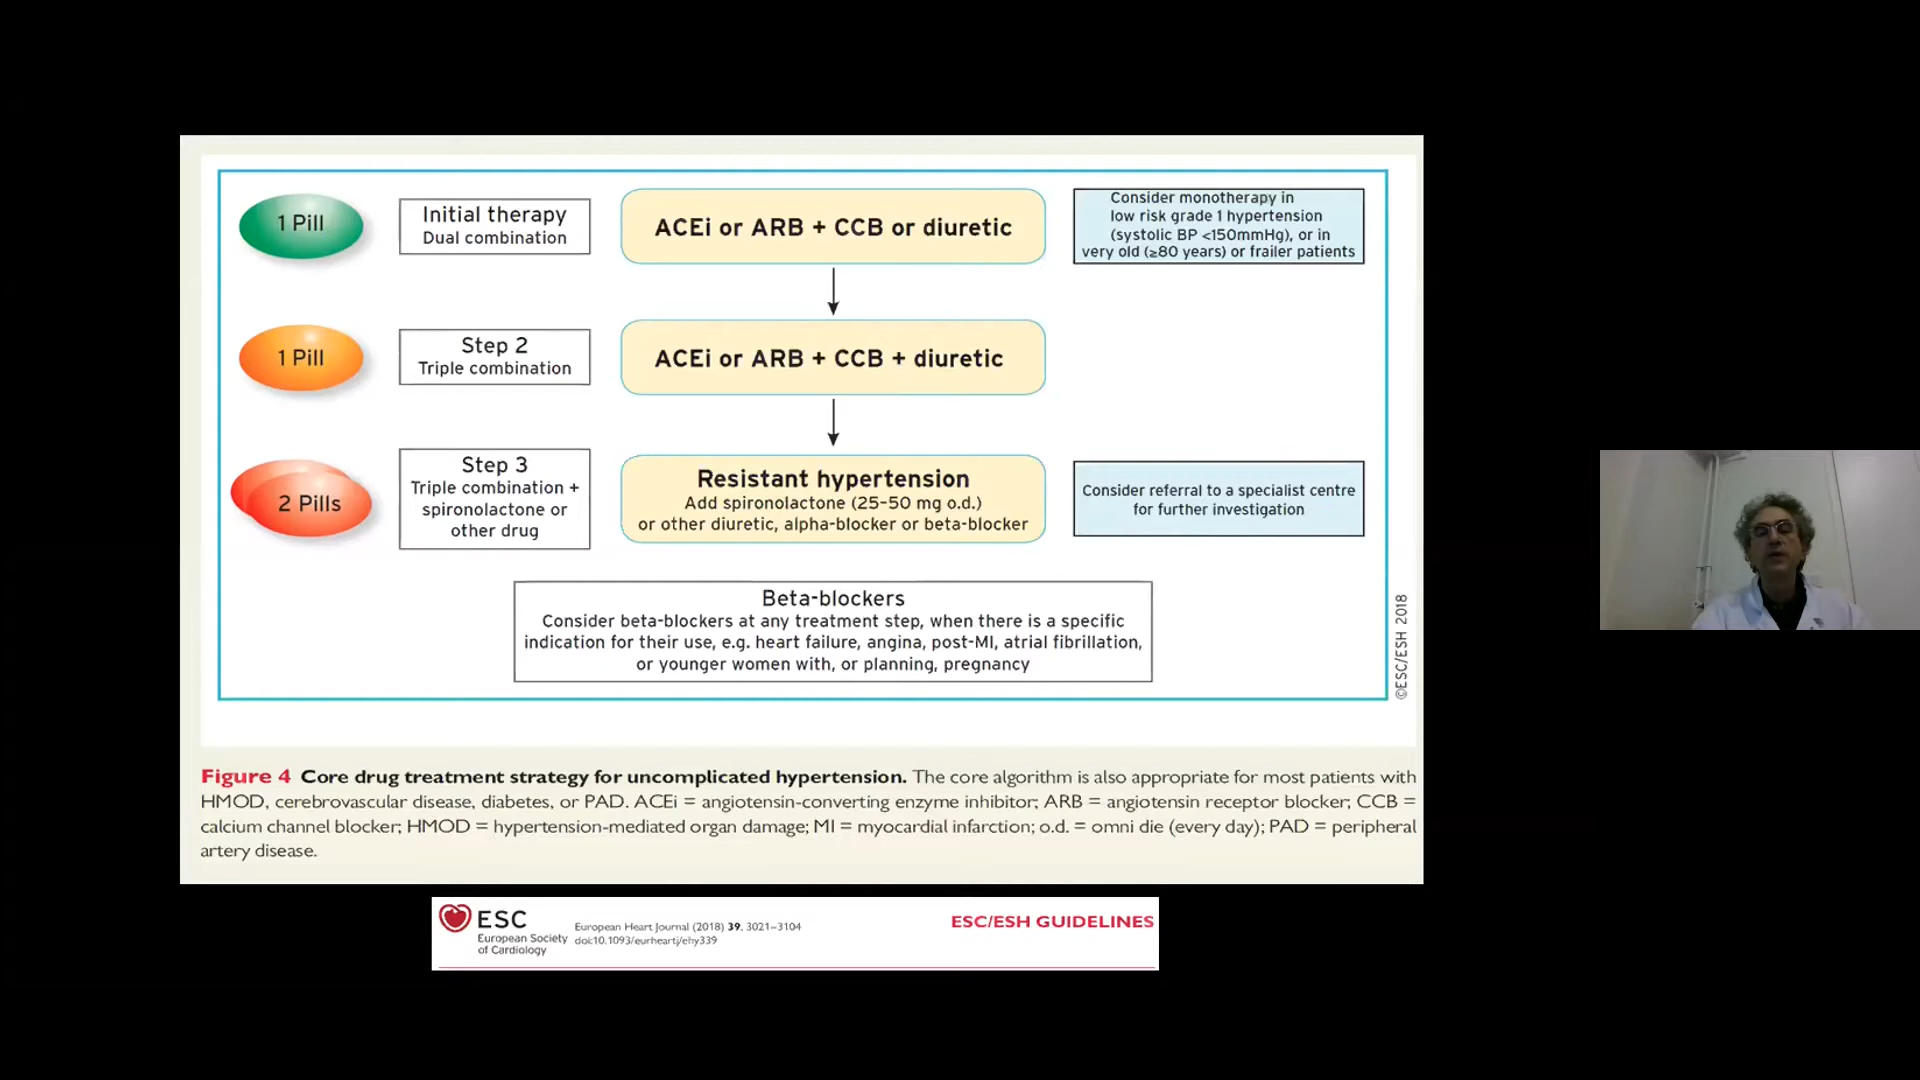 1 Pill
Initial therapy
Dual combination
ACEi or ARB + CCB or diuretic
Consider monotherapy in
low risk grade 1 hypertension
(systolic BP <150mmHg), or in
very old (≥80 years) or frailer patients
1 Pill
Step 2
Triple combination
ACEi or ARB + CCB + diuretic
2 Pills
Step 3
Triple combination +
spironolactone or
other drug
Resistant hypertension
Add spironolactone (25–50 mg o.d.)
or other diuretic, alpha-blocker or beta-blocker
Consider referral to a specialist centre
for further investigation
Beta-blockers
Consider beta-blockers at any treatment step, when there is a specific
indication for their use, e.g. heart failure, angina, post-MI, atrial fibrillation,
or younger women with, or planning, pregnancy
©ESC/ESH 2018
Figure 4 Core drug treatment strategy for uncomplicated hypertension. The core algorithm is also appropriate for most patients with
HMOD, cerebrovascular disease, diabetes, or PAD. ACEi = angiotensin-converting enzyme inhibitor; ARB = angiotensin receptor blocker; CCB =
calcium channel blocker; HMOD = hypertension-mediated organ damage; MI = myocardial infarction; o.d. = omni die (every day); PAD = peripheral
artery disease.
ESC
European Society
of Cardiology
European Heart Journal (2018) 39, 3021–3104
doi:10.1093/eurheartj/ehy339
ESC/ESH GUIDELINES